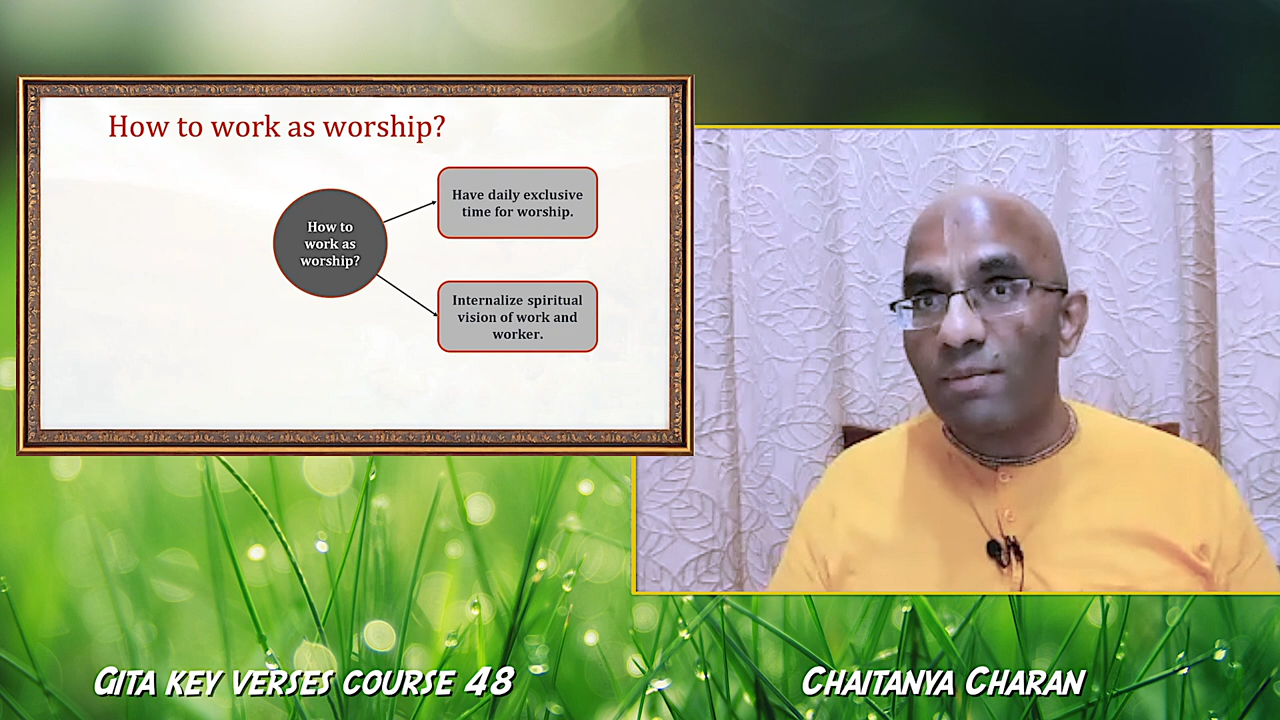 How to work as worship?
How to
work as
worship?
Have daily exclusive
time for worship.
Internalize spiritual
vision of work and
worker.
GITA KEY VERSES COURSE 48
CHAITANYA CHARAN